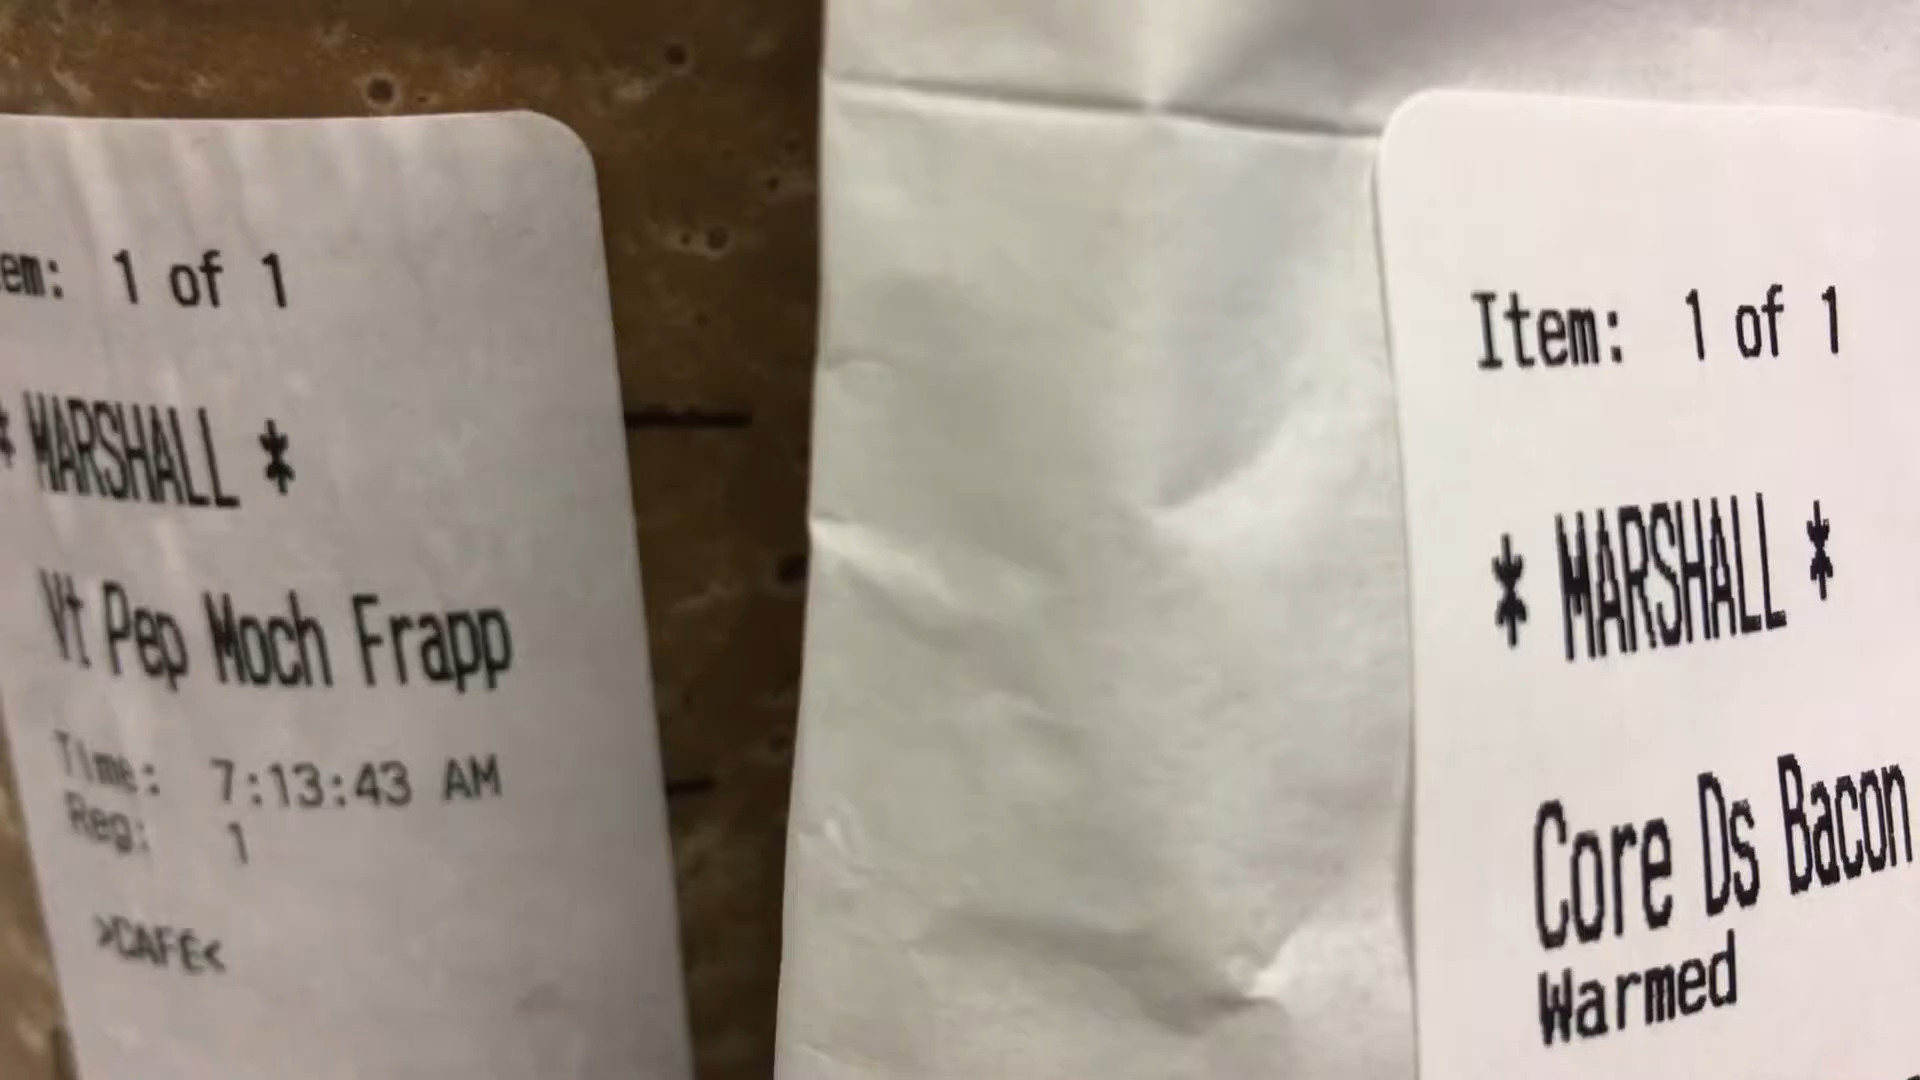 em: 1 of 1
* MARSHALL *
Vt Pep Moch Frapp
Time: 7:13:43 AM
Reg: 1
>CAFE<
Item: 1 of 1
* MARSHALL *
Core Ds Bacon
Warmed